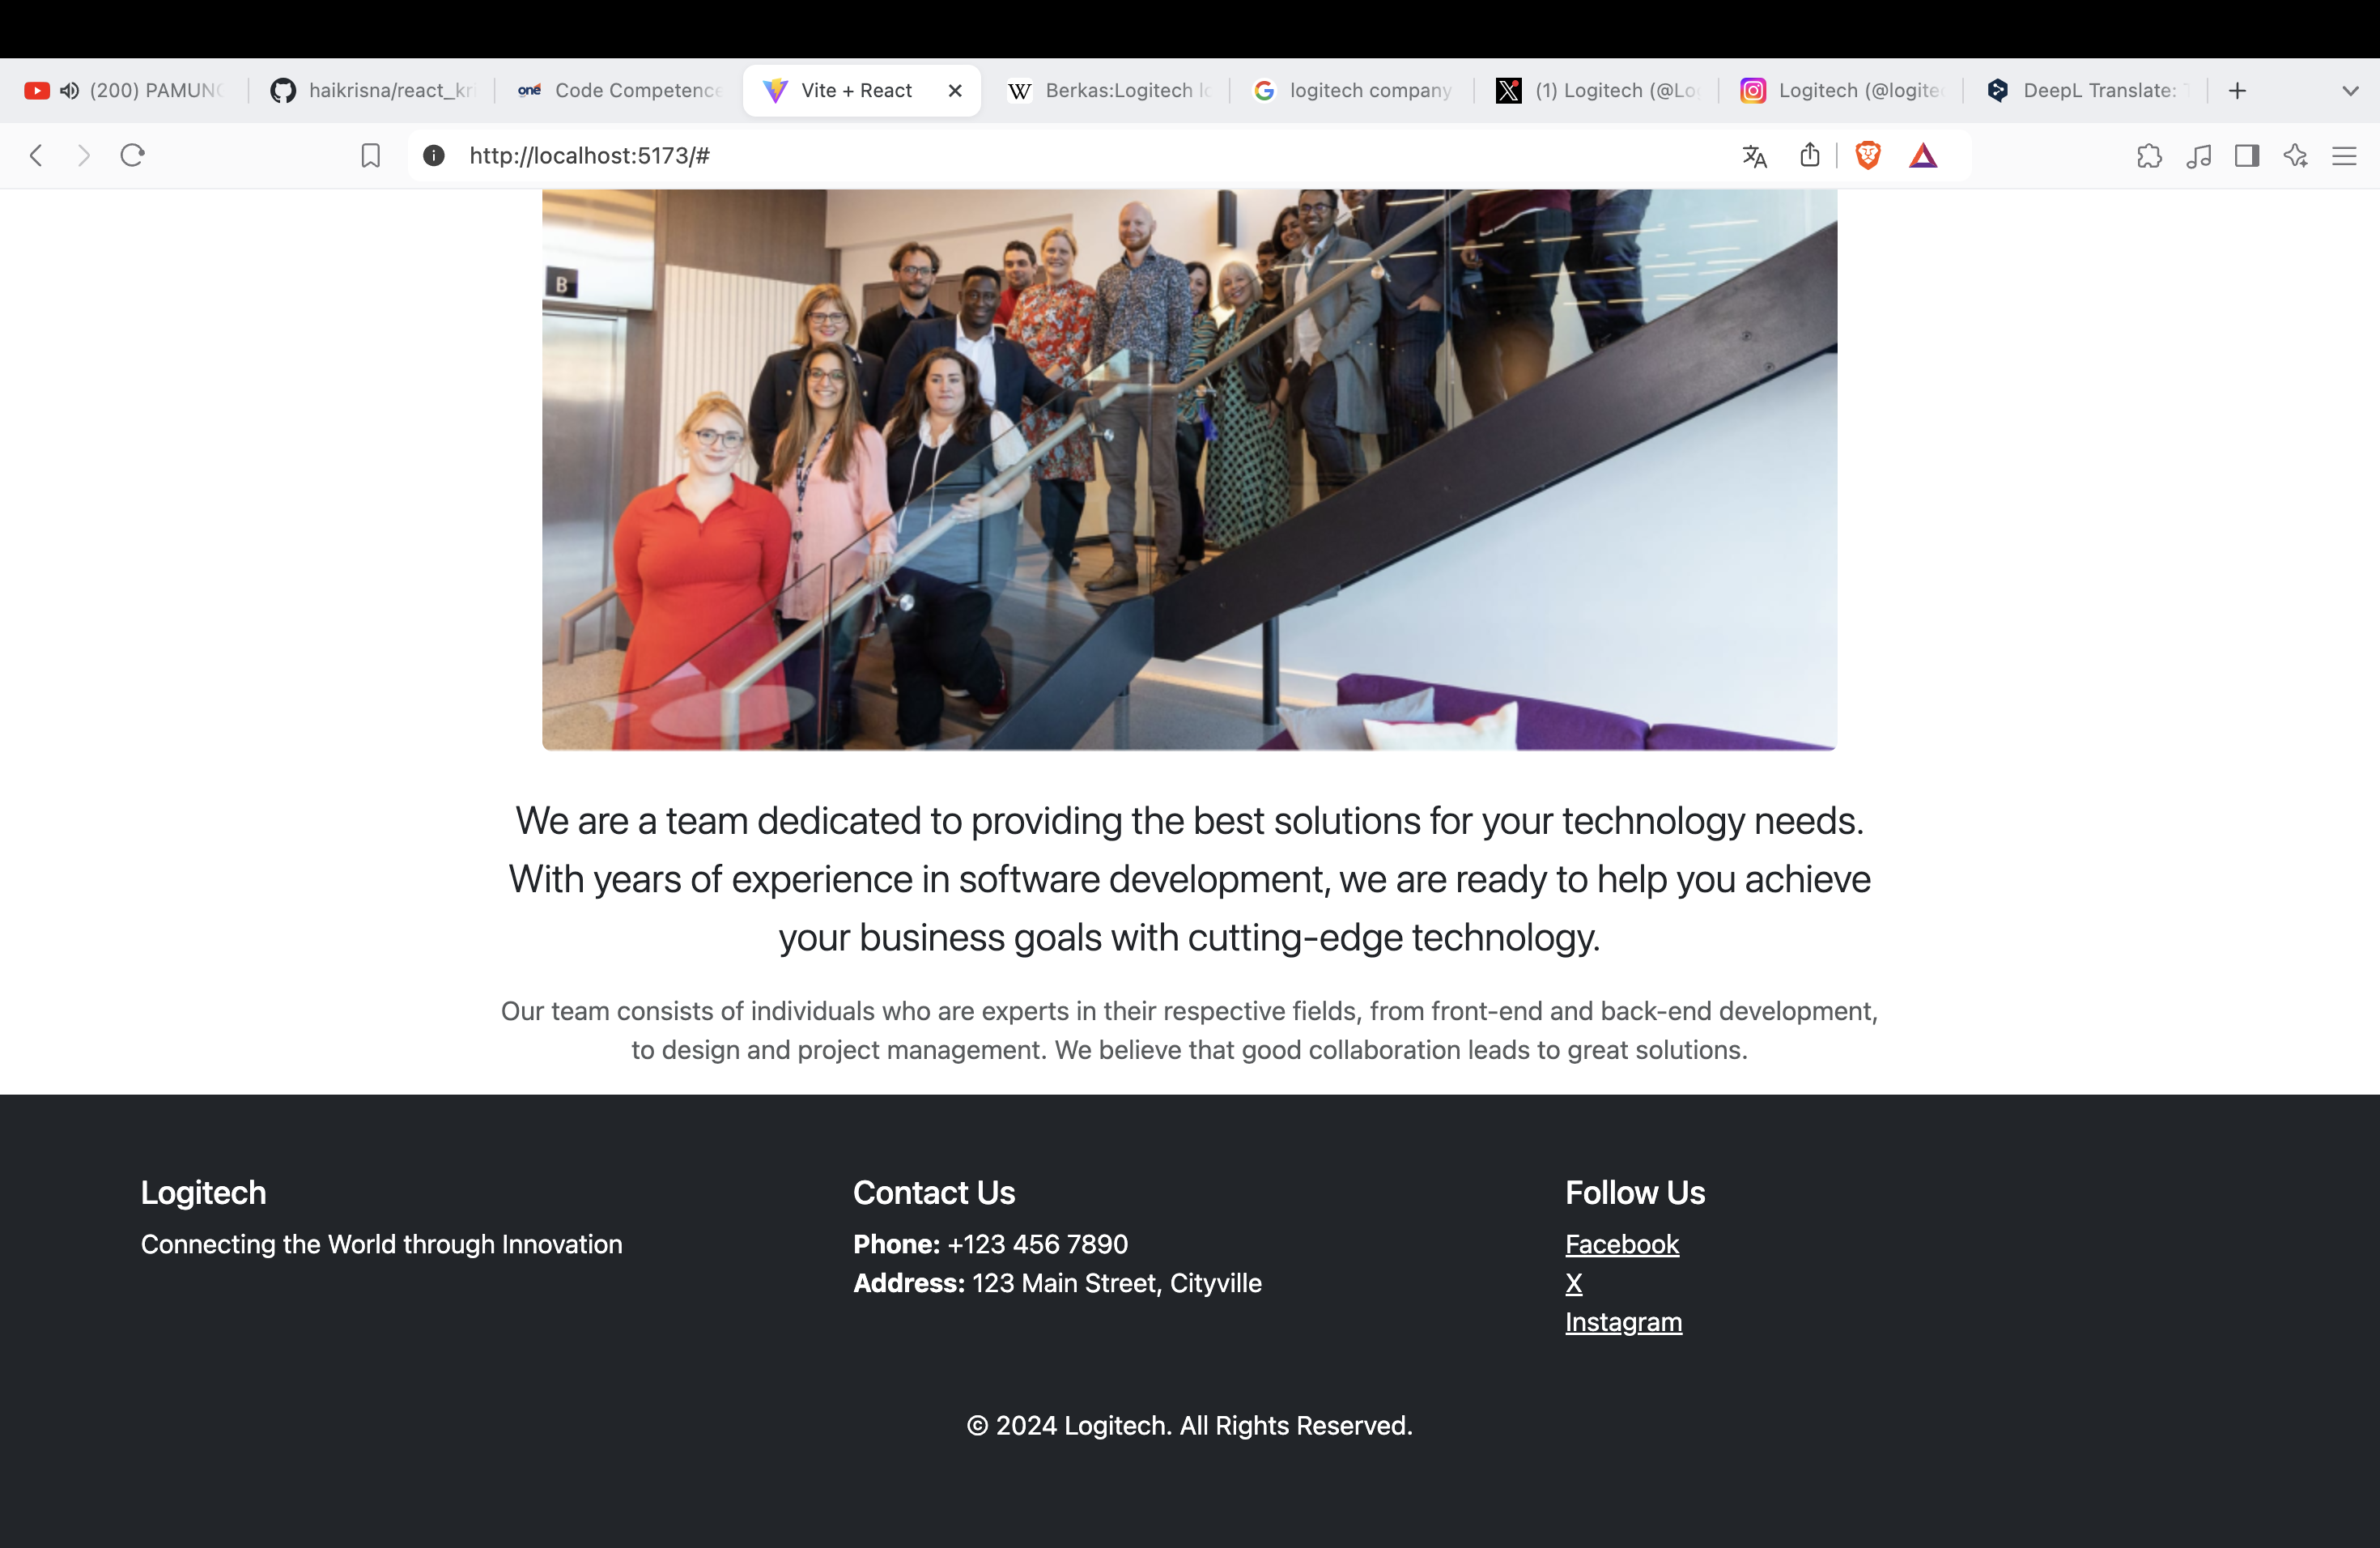 (200) PAMUNG
haikrisna/react_kri
one
Code Competence
Vite + React
W
Berkas:Logitech lo
G
logitech company
X
(1) Logitech (@Log
Logitech (@logitec
DeepL Translate: T
http://localhost:5173/#
B
We are a team dedicated to providing the best solutions for your technology needs.
With years of experience in software development, we are ready to help you achieve
your business goals with cutting-edge technology.
Our team consists of individuals who are experts in their respective fields, from front-end and back-end development,
to design and project management. We believe that good collaboration leads to great solutions.
Logitech
Connecting the World through Innovation
Contact Us
Phone: +123 456 7890
Address: 123 Main Street, Cityville
Follow Us
Facebook
X
Instagram
© 2024 Logitech. All Rights Reserved.